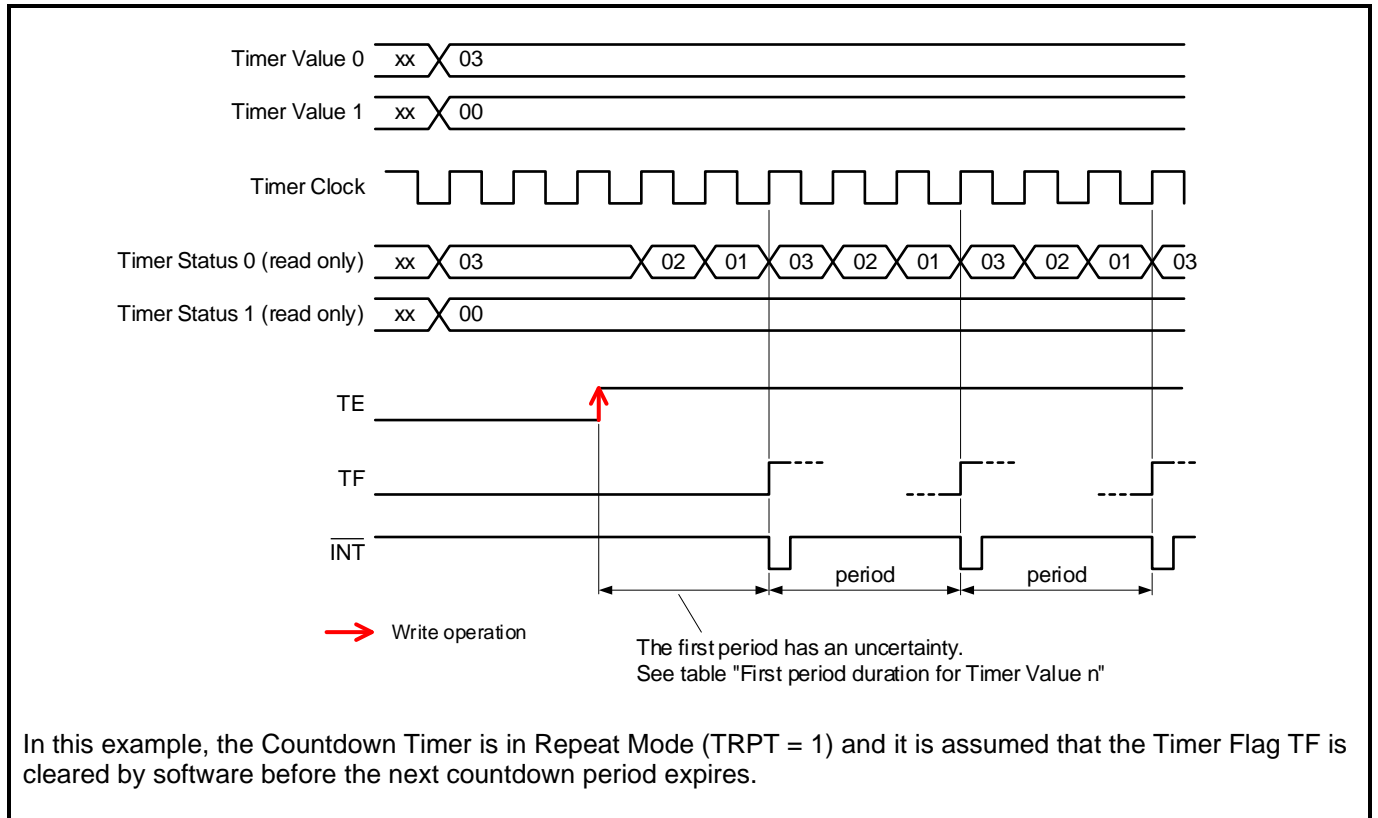 Timer Value 0 xx 03
Timer Value 1 xx 00
Timer Clock
Timer Status 0 (read only) xx 03 02 01 03 02 01 03 02 01 03
Timer Status 1 (read only) xx 00
TE
TF
INT
period period
Write operation
The first period has an uncertainty.
See table "First period duration for Timer Value n"
In this example, the Countdown Timer is in Repeat Mode (TRPT = 1) and it is assumed that the Timer Flag TF is
cleared by software before the next countdown period expires.